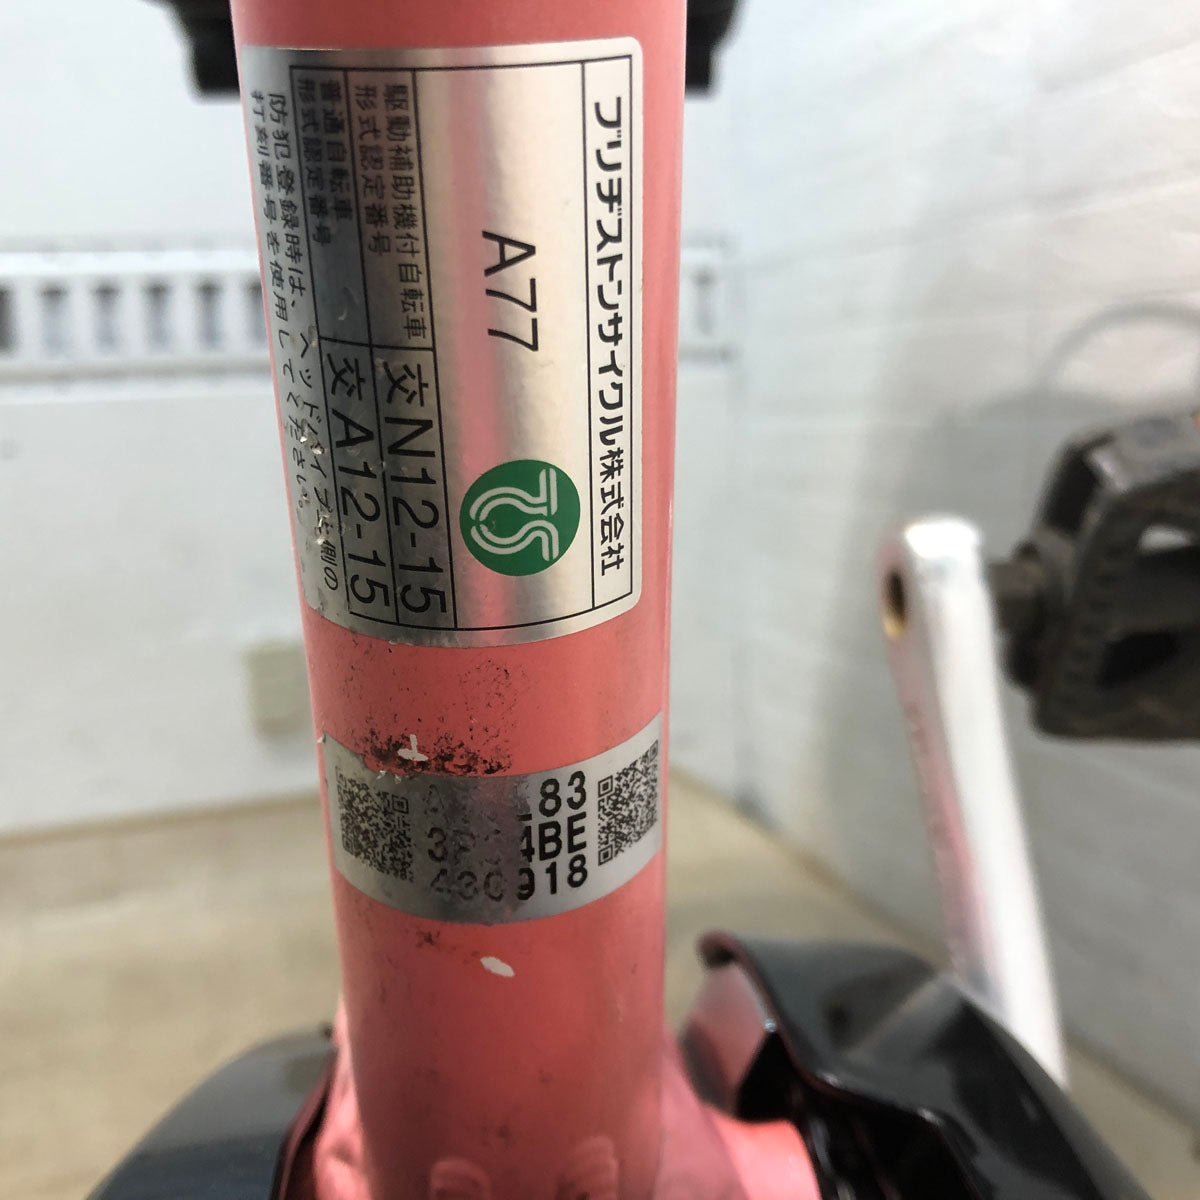 ブリヂストンサイクル株式会社
A77
TS
駆動補助機付自転車
形式認定番号
交N12-15
普通自転車
形式認定番号
交A12-15
防犯登録時は、ヘッドパイプ左側の
打刻番号を使用してください。
83
4BE
918